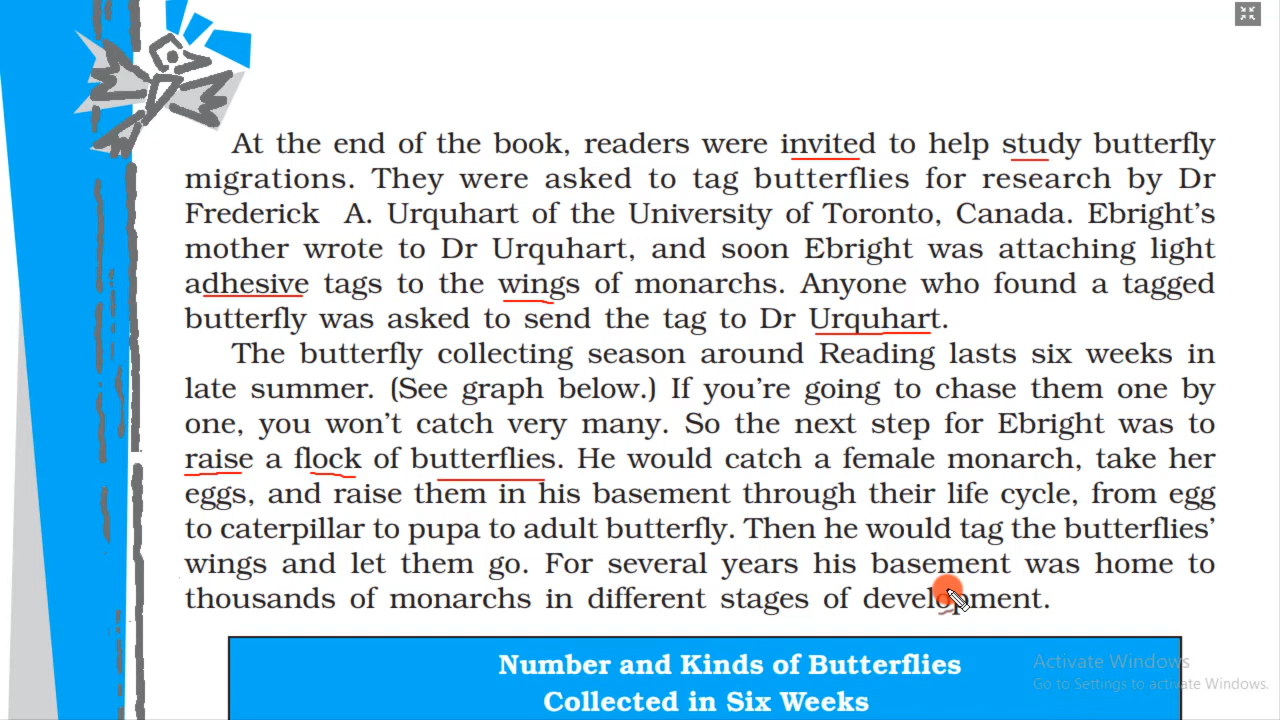 At the end of the book, readers were invited to help study butterfly
migrations. They were asked to tag butterflies for research by Dr
Frederick A. Urquhart of the University of Toronto, Canada. Ebright's
mother wrote to Dr Urquhart, and soon Ebright was attaching light
adhesive tags to the wings of monarchs. Anyone who found a tagged
butterfly was asked to send the tag to Dr Urquhart.
The butterfly collecting season around Reading lasts six weeks in
late summer. (See graph below.) If you're going to chase them one by
one, you won't catch very many. So the next step for Ebright was to
raise a flock of butterflies. He would catch a female monarch, take her
eggs, and raise them in his basement through their life cycle, from egg
to caterpillar to pupa to adult butterfly. Then he would tag the butterflies'
wings and let them go. For several years his basement was home to
thousands of monarchs in different stages of development.
Number and Kinds of Butterflies
Collected in Six Weeks
Activate Windows
Go to Settings to activate Windows.